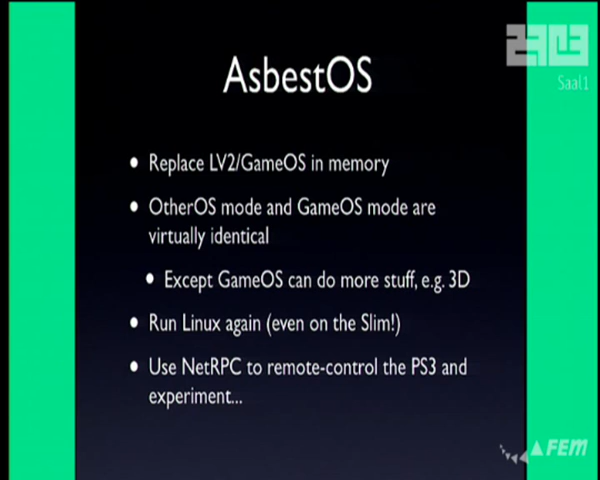 AsbestOS
Saal1
• Replace LV2/GameOS in memory
• OtherOS mode and GameOS mode are
virtually identical
• Except GameOS can do more stuff, e.g. 3D
• Run Linux again (even on the Slim!)
• Use NetRPC to remote-control the PS3 and
experiment...
FEM